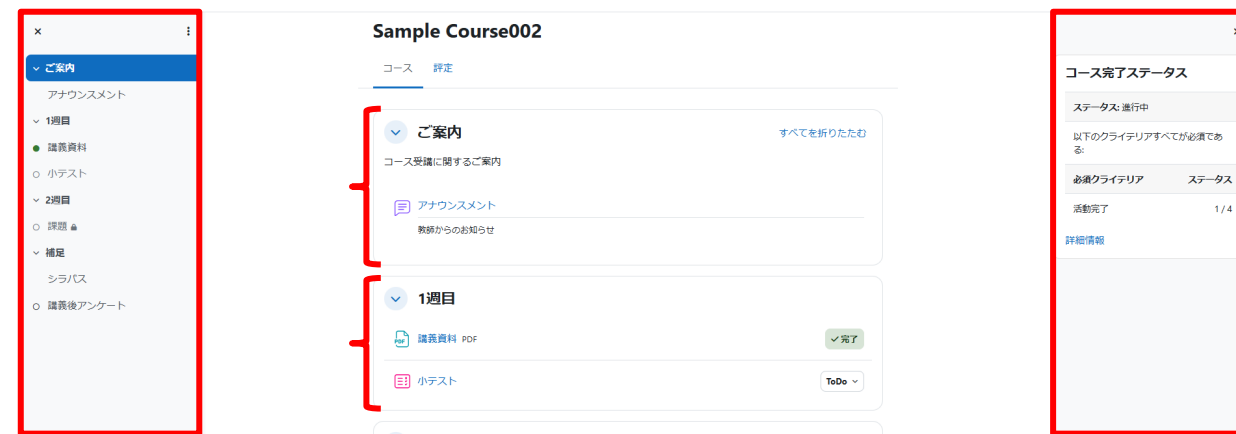 ご案内
アナウンスメント
1週目
講義資料
小テスト
2週目
課題
補足
シラバス
講義後アンケート
Sample Course002
コース 評定
ご案内 すべてを折りたたむ
コース受講に関するご案内
アナウンスメント
教師からのお知らせ
1週目
講義資料 PDF 完了
小テスト ToDo
コース完了ステータス
ステータス: 進行中
以下のクライテリアすべてが必須であ
る:
必須クライテリア ステータス
活動完了 1 / 4
詳細情報